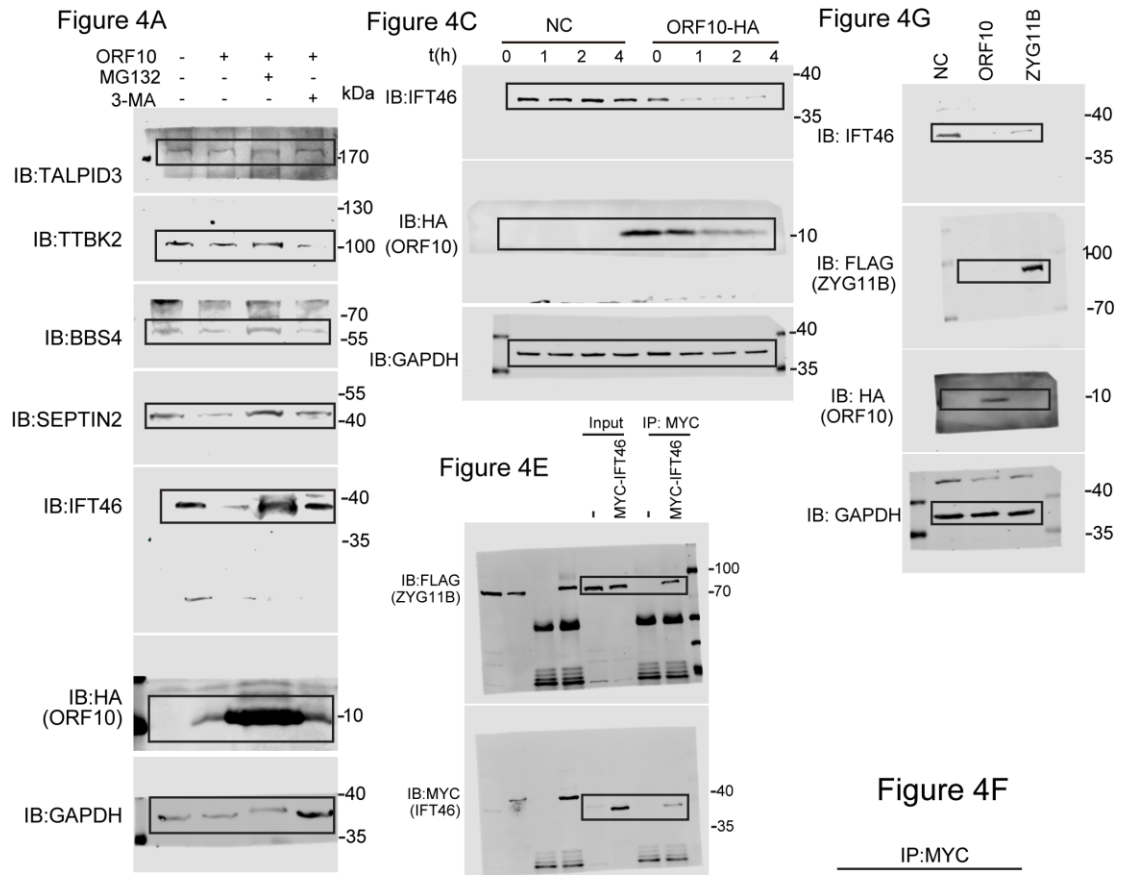 Figure 4A
ORF10 - + + +
MG132 - - + -
3-MA - - - +
kDa
IB:TALPID3
-170
-130
IB:TTBK2
-100
-70
IB:BBS4
-55
-55
IB:SEPTIN2
-40
IB:IFT46
-40
-35
IB:HA
(ORF10)
-10
-40
IB:GAPDH
-35
Figure 4C
NC ORF10-HA
t(h) 0 1 2 4 0 1 2 4
-40
IB:IFT46
-35
IB:HA
(ORF10)
-10
-40
IB:GAPDH
-35
Figure 4E
Input IP: MYC
- MYC-IFT46 - MYC-IFT46
-100
IB:FLAG
(ZYG11B)
-70
IB:MYC
(IFT46)
-40
-35
Figure 4G
NC ORF10 ZYG11B
-40
IB: IFT46
-35
-100
IB: FLAG
(ZYG11B)
-70
IB: HA
(ORF10)
-10
-40
IB: GAPDH
-35
Figure 4F
IP:MYC